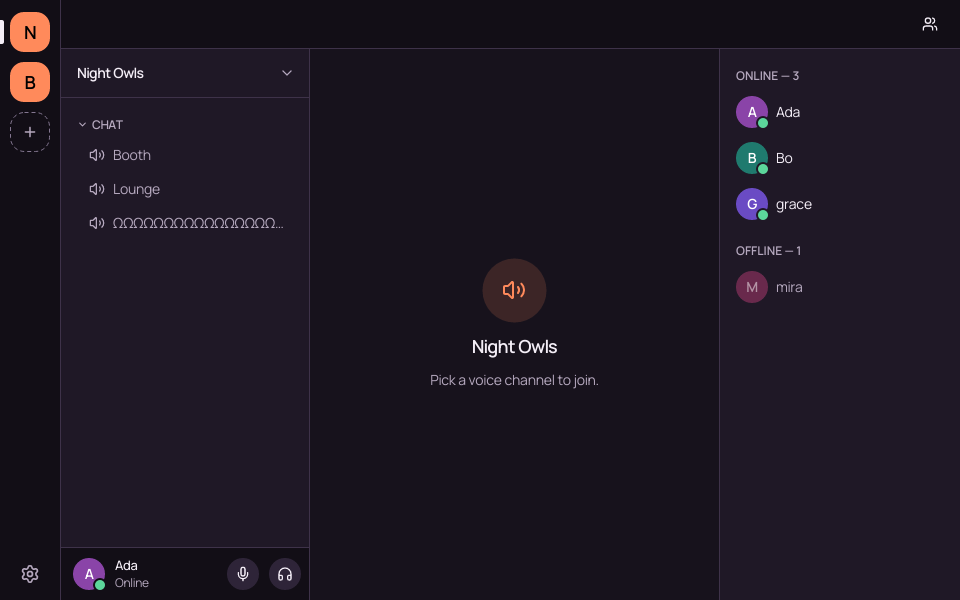 N
B
Night Owls
CHAT
Booth
Lounge
ΩΩΩΩΩΩΩΩΩΩΩΩΩΩΩΩ...
A
Ada
Online
Night Owls
Pick a voice channel to join.
ONLINE — 3
A
Ada
B
Bo
G
grace
OFFLINE — 1
M
mira